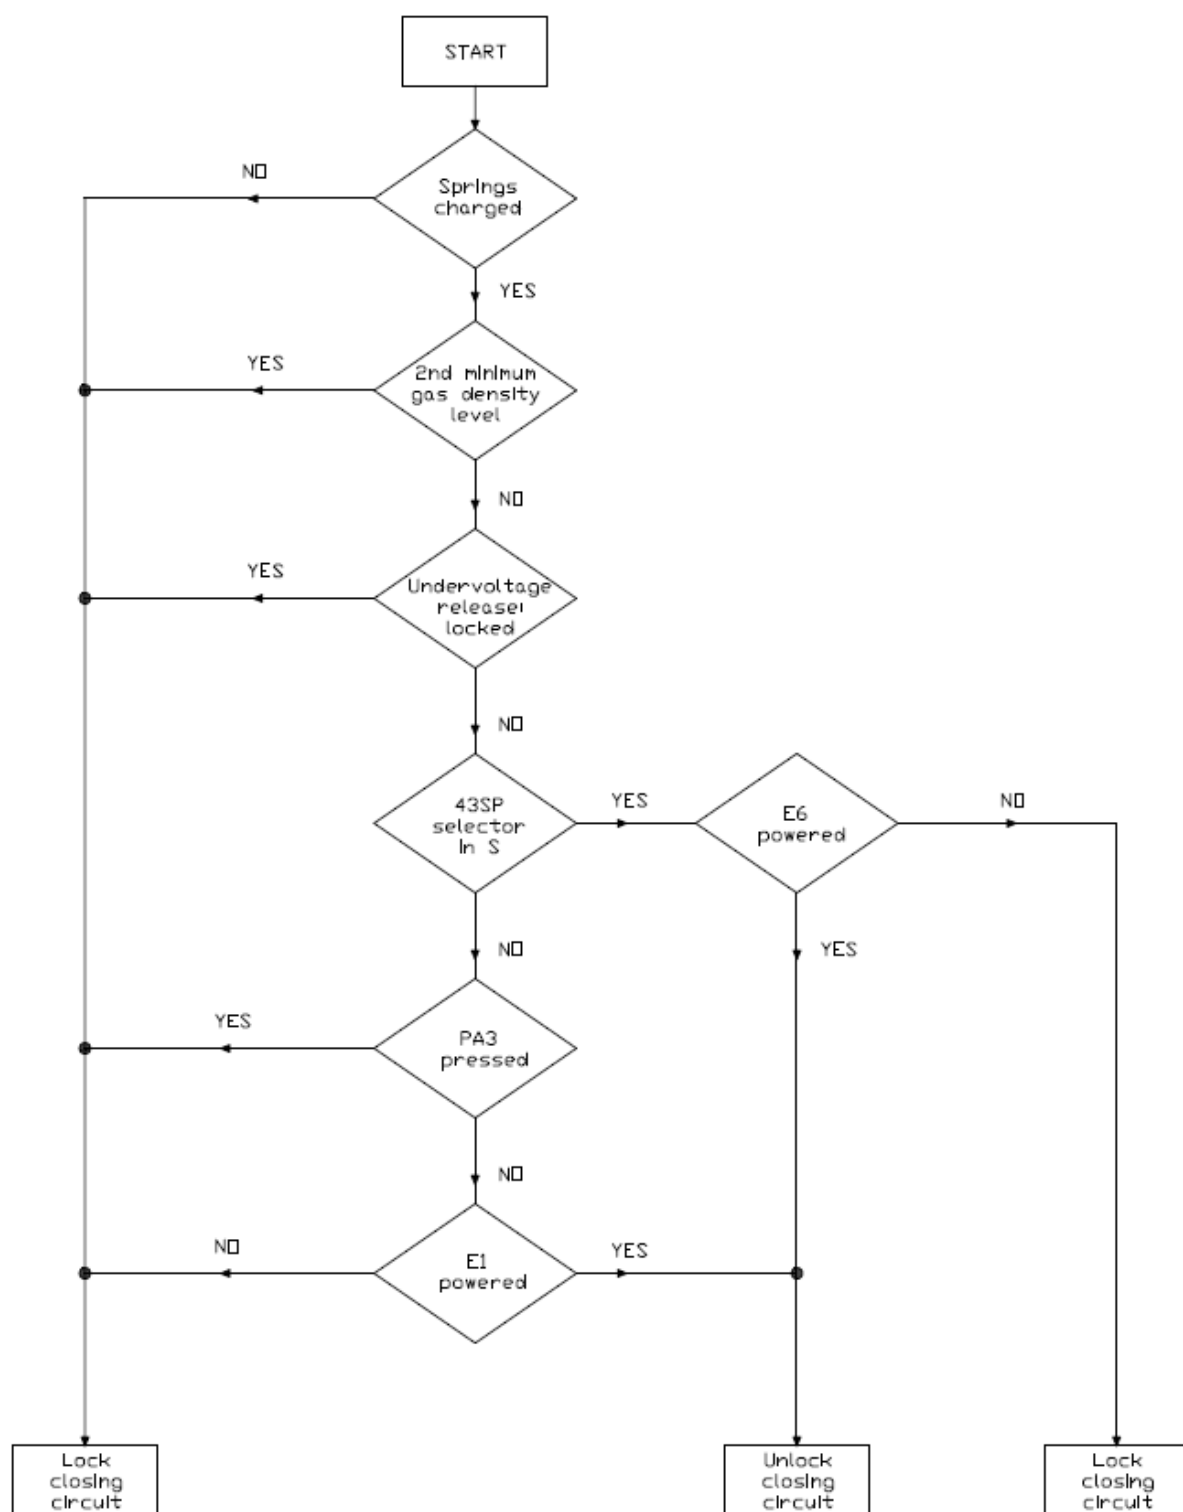 START
NO
Springs
charged
YES
YES
2nd minimum
gas density
level
NO
YES
Undervoltage
release:
locked
NO
43SP
selector
in S
YES
E6
powered
NO
NO
YES
YES
PA3
pressed
NO
NO
E1
powered
YES
Lock
closing
circuit
Unlock
closing
circuit
Lock
closing
circuit